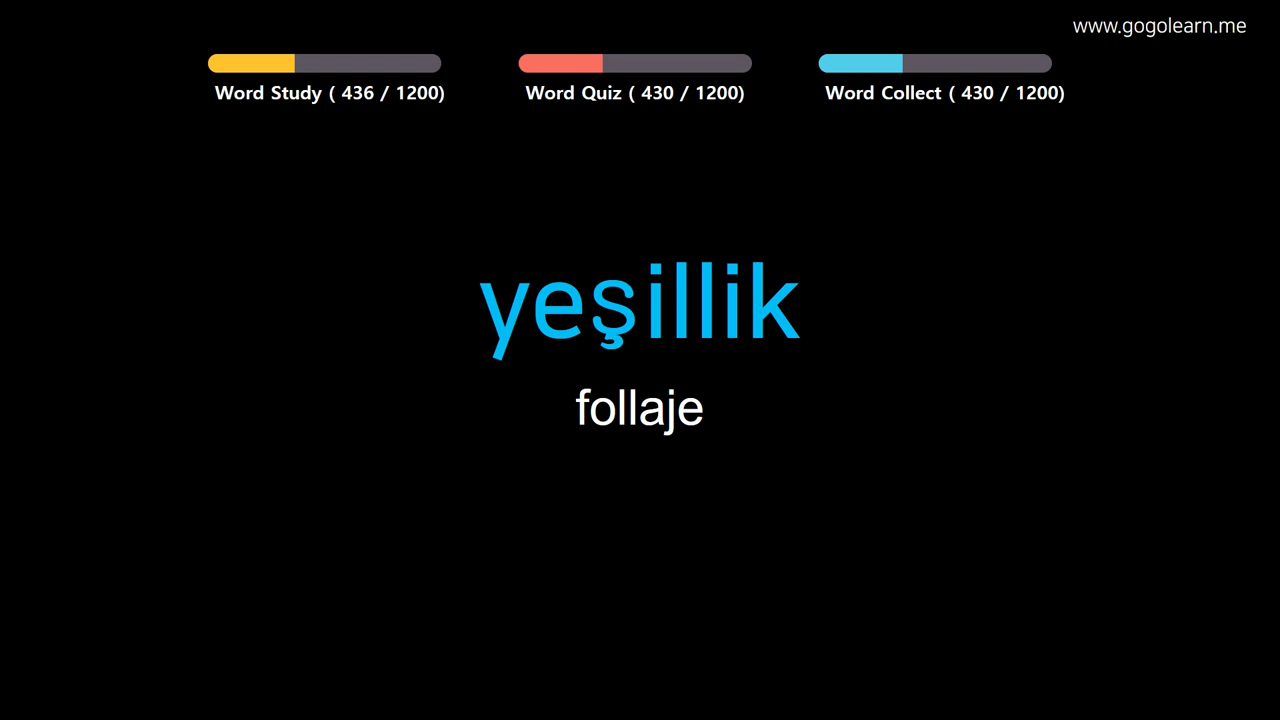 www.gogolearn.me
Word Study ( 436 / 1200)
Word Quiz ( 430 / 1200)
Word Collect ( 430 / 1200)
yeşillik
follaje